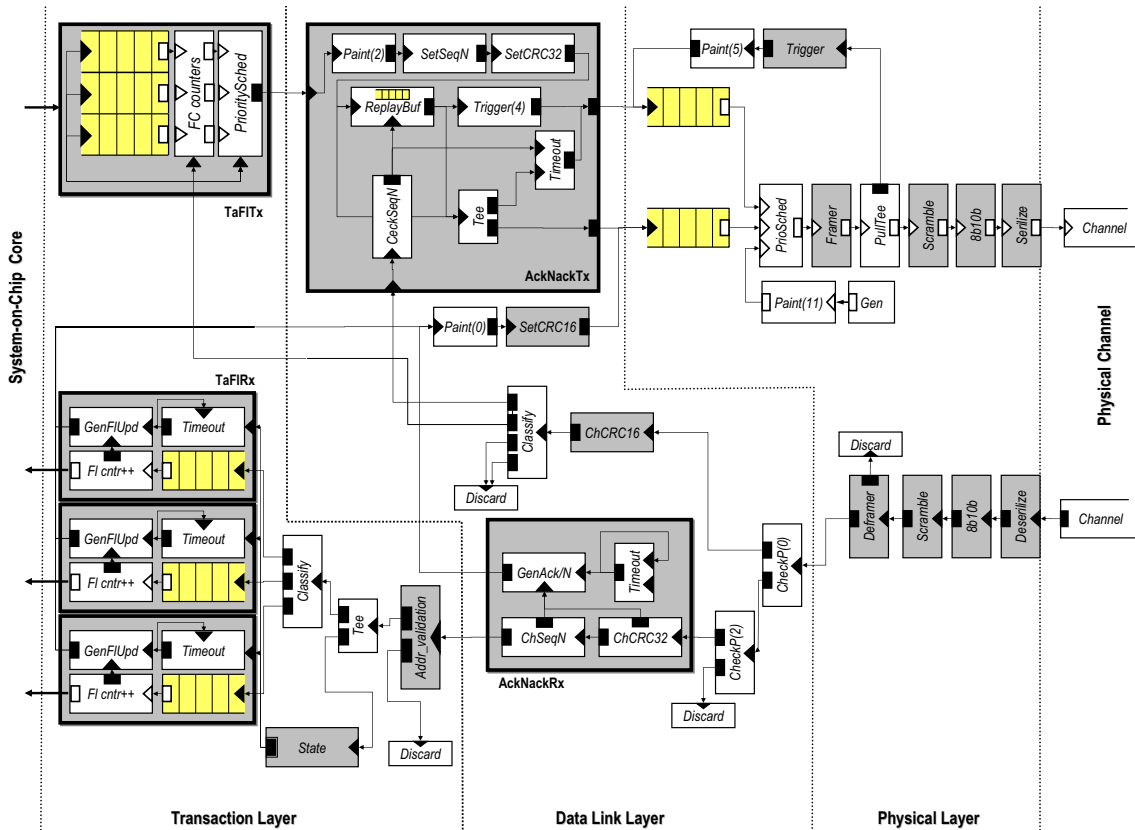 System-on-Chip Core
FC counters
PrioritySched
TaFlTx
Paint(2)
SetSeqN
SetCRC32
ReplayBuf
Trigger(4)
Timeout
CeckSeqN
Tee
AckNackTx
Paint(5)
Trigger
PrioSched
Framer
PullTee
Scramble
8b10b
Serilize
Channel
Paint(11)
Gen
Paint(0)
SetCRC16
Physical Channel
TaFlRx
GenFlUpd
Timeout
Fl cntr++
GenFlUpd
Timeout
Fl cntr++
GenFlUpd
Timeout
Fl cntr++
Classify
ChCRC16
Discard
Discard
Deframer
Scramble
8b10b
Deserilize
Channel
CheckP(0)
GenAck/N
Timeout
ChSeqN
ChCRC32
AckNackRx
CheckP(2)
Discard
Classify
Tee
Addr_validation
State
Discard
Transaction Layer
Data Link Layer
Physical Layer